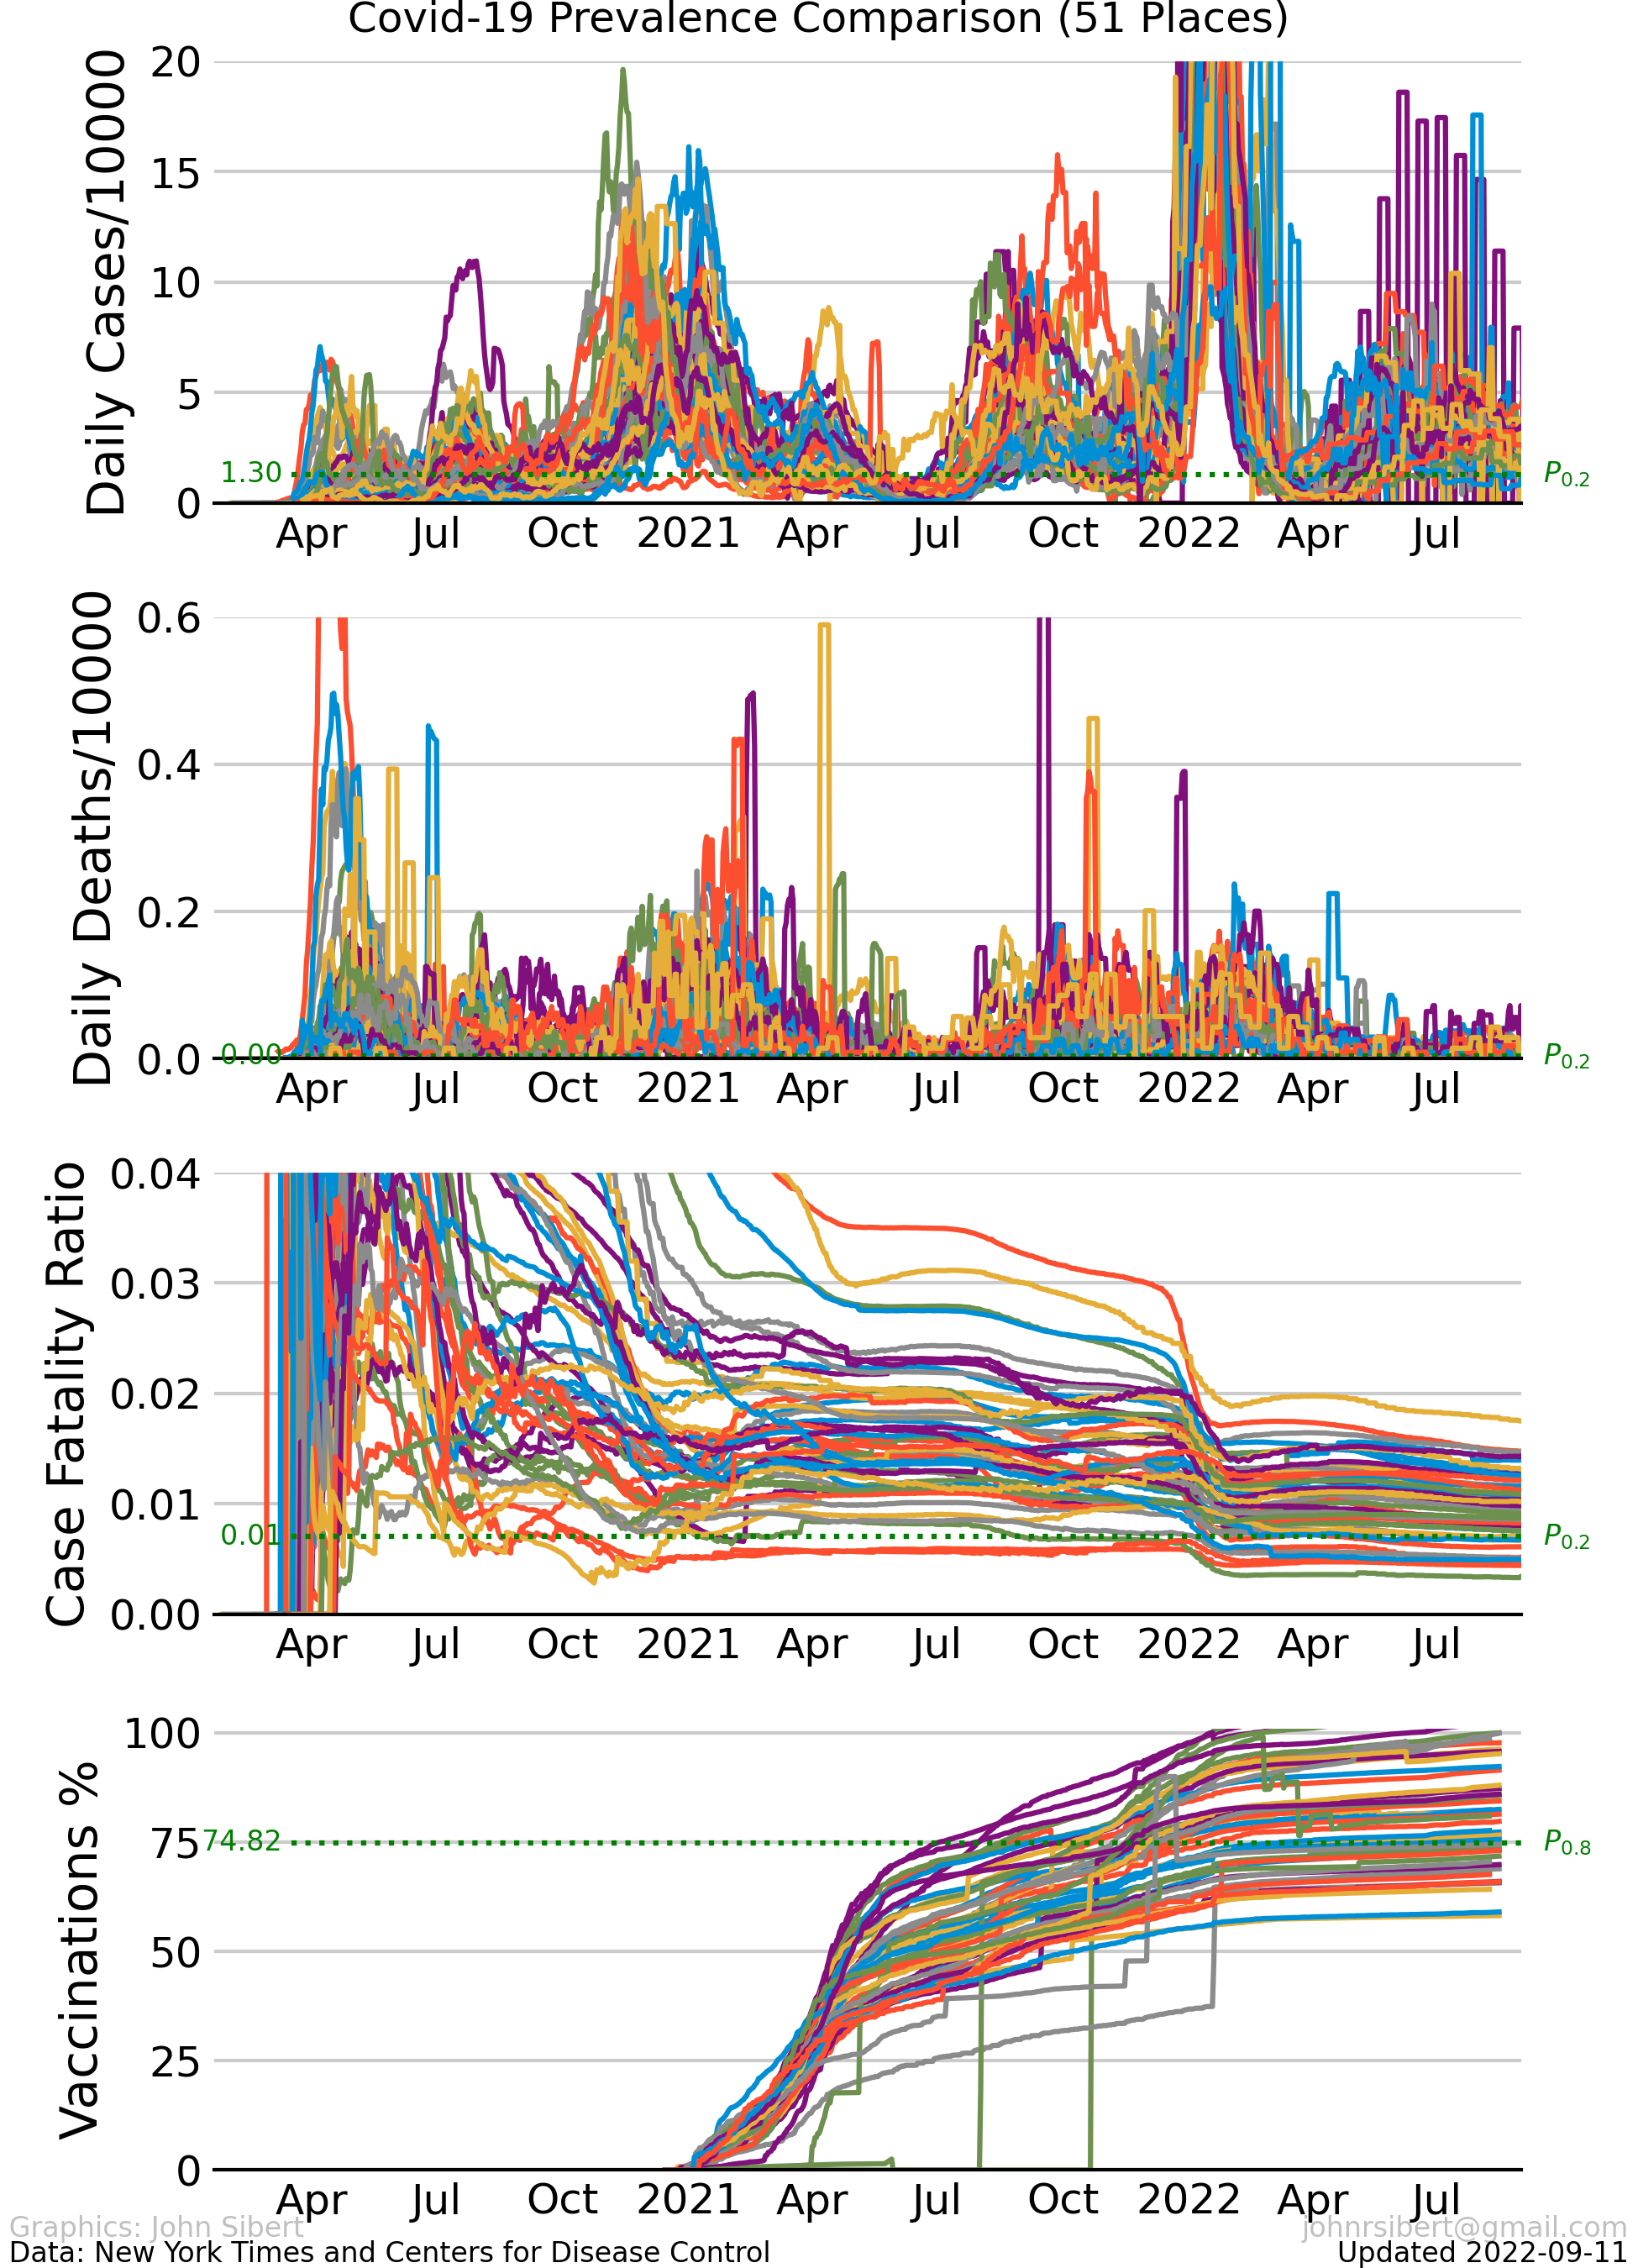 Covid-19 Prevalence Comparison (51 Places)
Daily Cases/10000
20
15
10
5
0
1.30
P0.2
Apr Jul Oct 2021 Apr Jul Oct 2022 Apr Jul
Daily Deaths/10000
0.6
0.4
0.2
0.0
0.00
P0.2
Apr Jul Oct 2021 Apr Jul Oct 2022 Apr Jul
Case Fatality Ratio
0.04
0.03
0.02
0.01
0.00
0.01
P0.2
Apr Jul Oct 2021 Apr Jul Oct 2022 Apr Jul
Vaccinations %
100
75
50
25
0
74.82
P0.8
Apr Jul Oct 2021 Apr Jul Oct 2022 Apr Jul
Graphics: John Sibert johnrsibert@gmail.com
Data: New York Times and Centers for Disease Control Updated 2022-09-11